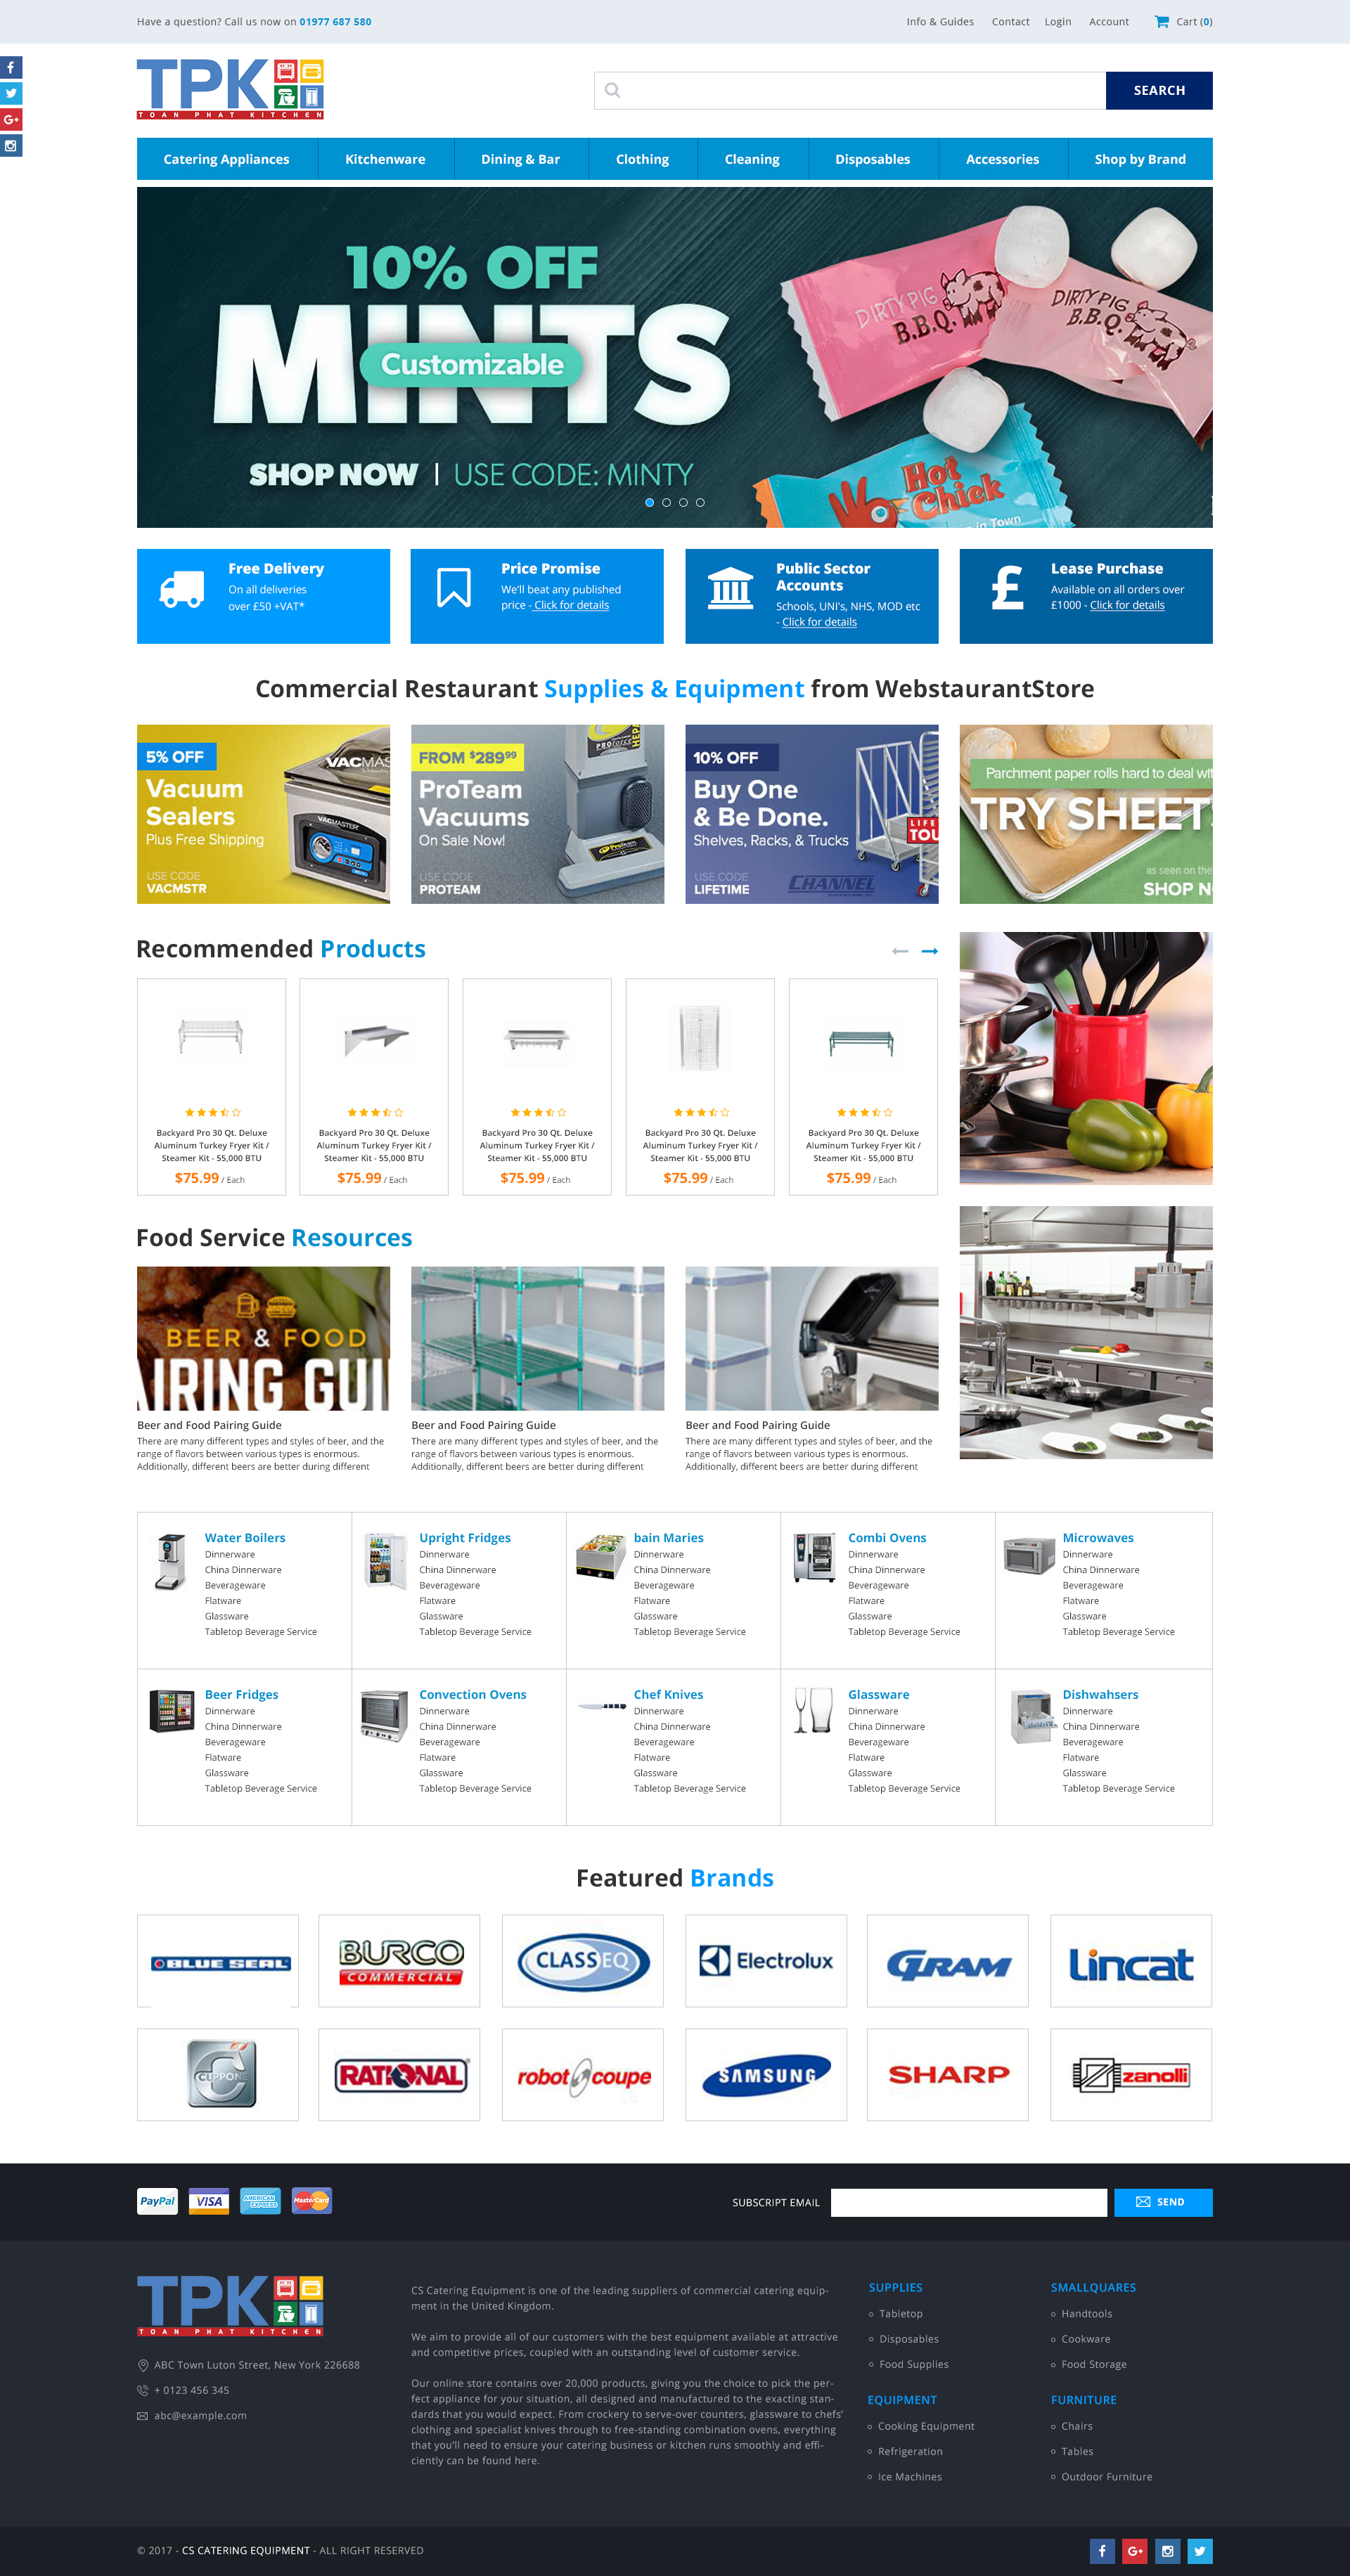 Have a question? Call us now on 01977 687 580
Info & Guides Contact Login Account Cart (0)
TPK
TOAN PHAT KITCHEN
SEARCH
Catering Appliances Kitchenware Dining & Bar Clothing Cleaning Disposables Accessories Shop by Brand
10% OFF
MINTS
Customizable
SHOP NOW | USE CODE: MINTY
DIRTY PIG
B.B.Q.
DIRTY PIG
B.B.Q.
Hot
Chick
in Town
Free Delivery
On all deliveries
over £50 +VAT*
Price Promise
We'll beat any published
price - Click for details
Public Sector
Accounts
Schools, UNI's, NHS, MOD etc
- Click for details
£
Lease Purchase
Available on all orders over
£1000 - Click for details
Commercial Restaurant Supplies & Equipment from WebstaurantStore
5% OFF
Vacuum
Sealers
Plus Free Shipping
USE CODE
VACMSTR
VACMAS
VACMASTER
FROM $28999
ProTeam
Vacuums
On Sale Now!
USE CODE
PROTEAM
PROforce
HEPA
ProTeam
10% OFF
Buy One
& Be Done.
Shelves, Racks, & Trucks
USE CODE
LIFETIME
CHANNEL
LIFE
TOU
Parchment paper rolls hard to deal wit
TRY SHEET
as seen on the
SHOP N
Recommended Products
Backyard Pro 30 Qt. Deluxe
Aluminum Turkey Fryer Kit /
Steamer Kit - 55,000 BTU
$75.99 / Each
Backyard Pro 30 Qt. Deluxe
Aluminum Turkey Fryer Kit /
Steamer Kit - 55,000 BTU
$75.99 / Each
Backyard Pro 30 Qt. Deluxe
Aluminum Turkey Fryer Kit /
Steamer Kit - 55,000 BTU
$75.99 / Each
Backyard Pro 30 Qt. Deluxe
Aluminum Turkey Fryer Kit /
Steamer Kit - 55,000 BTU
$75.99 / Each
Backyard Pro 30 Qt. Deluxe
Aluminum Turkey Fryer Kit /
Steamer Kit - 55,000 BTU
$75.99 / Each
Food Service Resources
BEER & FOOD
AIRING GUI
Beer and Food Pairing Guide
There are many different types and styles of beer, and the
range of flavors between various types is enormous.
Additionally, different beers are better during different
Beer and Food Pairing Guide
There are many different types and styles of beer, and the
range of flavors between various types is enormous.
Additionally, different beers are better during different
Beer and Food Pairing Guide
There are many different types and styles of beer, and the
range of flavors between various types is enormous.
Additionally, different beers are better during different
Water Boilers
Dinnerware
China Dinnerware
Beverageware
Flatware
Glassware
Tabletop Beverage Service
Upright Fridges
Dinnerware
China Dinnerware
Beverageware
Flatware
Glassware
Tabletop Beverage Service
bain Maries
Dinnerware
China Dinnerware
Beverageware
Flatware
Glassware
Tabletop Beverage Service
Combi Ovens
Dinnerware
China Dinnerware
Beverageware
Flatware
Glassware
Tabletop Beverage Service
Microwaves
Dinnerware
China Dinnerware
Beverageware
Flatware
Glassware
Tabletop Beverage Service
Beer Fridges
Dinnerware
China Dinnerware
Beverageware
Flatware
Glassware
Tabletop Beverage Service
Convection Ovens
Dinnerware
China Dinnerware
Beverageware
Flatware
Glassware
Tabletop Beverage Service
Chef Knives
Dinnerware
China Dinnerware
Beverageware
Flatware
Glassware
Tabletop Beverage Service
Glassware
Dinnerware
China Dinnerware
Beverageware
Flatware
Glassware
Tabletop Beverage Service
Dishwahsers
Dinnerware
China Dinnerware
Beverageware
Flatware
Glassware
Tabletop Beverage Service
Featured Brands
BLUE SEAL
BURCO
COMMERCIAL
CLASSEQ
Electrolux
GRAM
Lincat
CUPPONE
RATIONAL
robot coupe
SAMSUNG
SHARP
zanolli
PayPal VISA AMERICAN EXPRESS MasterCard
SUBSCRIPT EMAIL SEND
TPK
TOAN PHAT KITCHEN
ABC Town Luton Street, New York 226688
+ 0123 456 345
abc@example.com
CS Catering Equipment is one of the leading suppliers of commercial catering equip-
ment in the United Kingdom.
We aim to provide all of our customers with the best equipment available at attractive
and competitive prices, coupled with an outstanding level of customer service.
Our online store contains over 20,000 products, giving you the choice to pick the per-
fect appliance for your situation, all designed and manufactured to the exacting stan-
dards that you would expect. From crockery to serve-over counters, glassware to chefs'
clothing and specialist knives through to free-standing combination ovens, everything
that you'll need to ensure your catering business or kitchen runs smoothly and effi-
ciently can be found here.
SUPPLIES
Tabletop
Disposables
Food Supplies
SMALLQUARES
Handtools
Cookware
Food Storage
EQUIPMENT
Cooking Equipment
Refrigeration
Ice Machines
FURNITURE
Chairs
Tables
Outdoor Furniture
© 2017 - CS CATERING EQUIPMENT - ALL RIGHT RESERVED